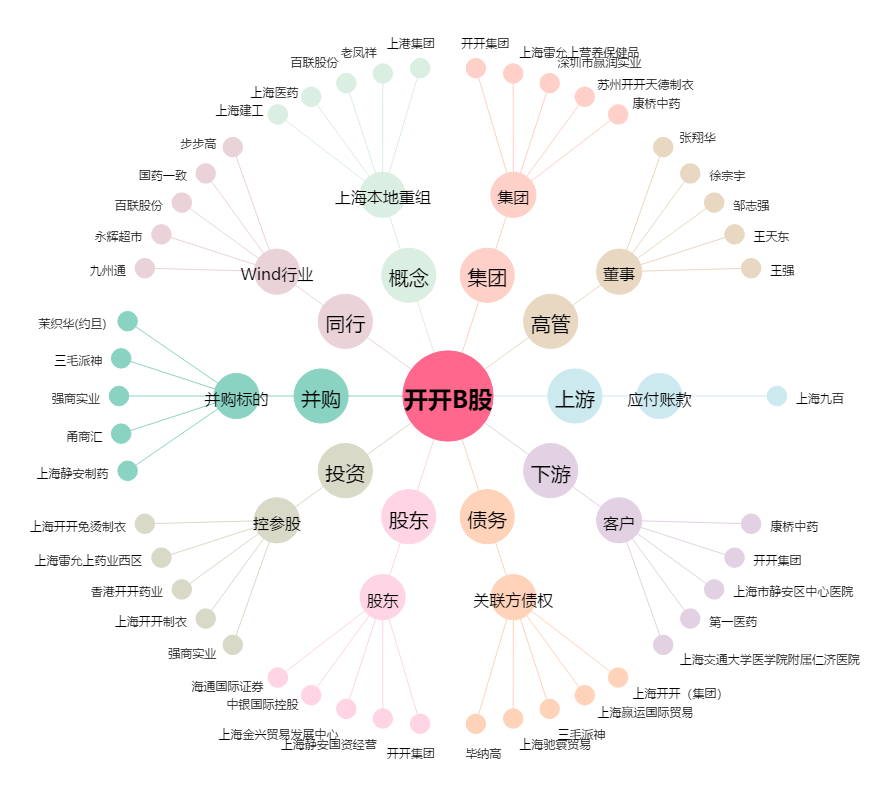 上港集团
开开集团
老凤祥
上海雷允上营养保健品
百联股份
深圳市赢润实业
上海医药
苏州开开天德制衣
上海建工
康桥中药
步步高
张翔华
国药一致
徐宗宇
百联股份
邹志强
永辉超市
王天东
九州通
王强
上海本地重组
集团
Wind行业
概念
集团
董事
同行
高管
茉织华(约旦)
三毛派神
强商实业
甬商汇
上海静安制药
并购标的
并购
开开B股
上游
应付账款
上海九百
投资
下游
控参股
股东
债务
客户
股东
关联方债权
上海开开免烫制衣
康桥中药
上海雷允上药业西区
开开集团
香港开开药业
上海市静安区中心医院
上海开开制衣
第一医药
强商实业
上海交通大学医学院附属仁济医院
海通国际证券
上海开开（集团）
中银国际控股
上海赢运国际贸易
上海金兴贸易发展中心
三毛派神
上海静安国资经营
上海驰裘贸易
开开集团
毕纳高